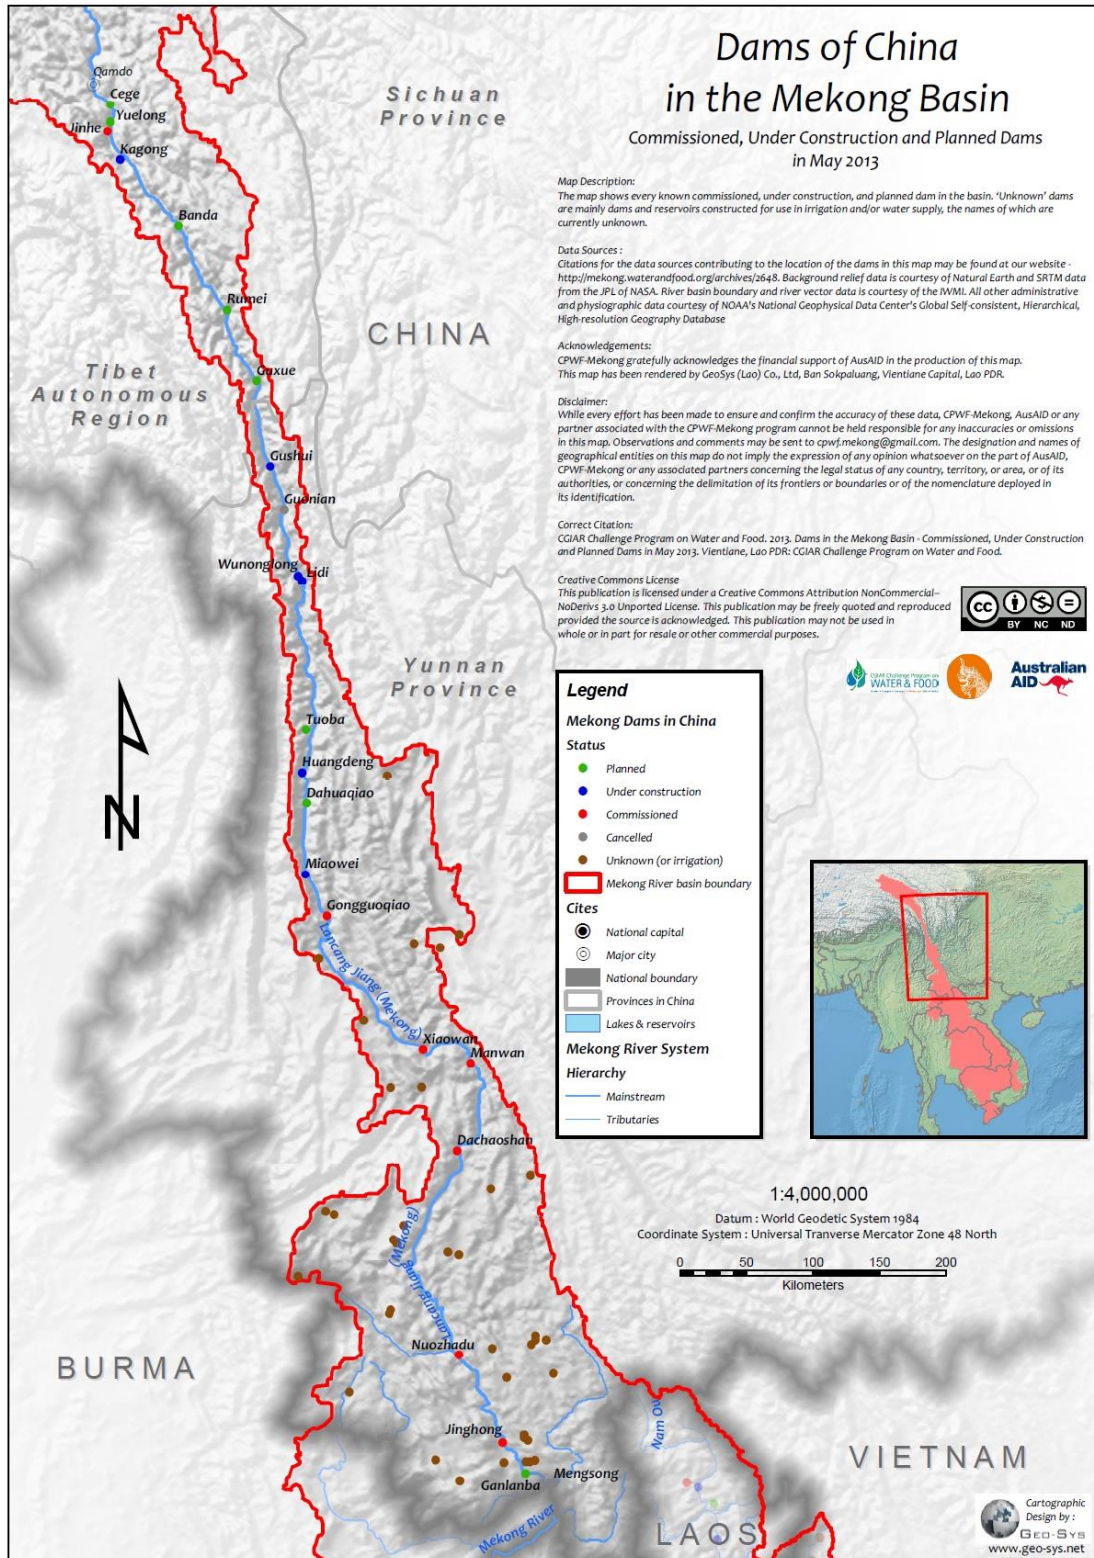 Dams of China
in the Mekong Basin
Commissioned, Under Construction and Planned Dams
in May 2013
Map Description:
The map shows every known commissioned, under construction, and planned dam in the basin. 'Unknown' dams
are mainly dams and reservoirs constructed for use in irrigation and/or water supply, the names of which are
currently unknown.
Data Sources :
Citations for the data sources contributing to the location of the dams in this map may be found at our website -
http://mekong.waterandfood.org/archives/2648. Background relief data is courtesy of Natural Earth and SRTM data
from the JPL of NASA. River basin boundary and river vector data is courtesy of the IWMI. All other administrative
and physiographic data courtesy of NOAA's National Geophysical Data Center's Global Self-consistent, Hierarchical,
High-resolution Geography Database
Acknowledgements:
CPWF-Mekong gratefully acknowledges the financial support of AusAID in the production of this map.
This map has been rendered by GeoSys (Lao) Co., Ltd, Ban Sokpaluang, Vientiane Capital, Lao PDR.
Disclaimer:
While every effort has been made to ensure and confirm the accuracy of these data, CPWF-Mekong, AusAID or any
partner associated with the CPWF-Mekong program cannot be held responsible for any inaccuracies or omissions
in this map. Observations and comments may be sent to cpwf.mekong@gmail.com. The designation and names of
geographical entities on this map do not imply the expression of any opinion whatsoever on the part of AusAID,
CPWF-Mekong or any associated partners concerning the legal status of any country, territory, or area, or of its
authorities, or concerning the delimitation of its frontiers or boundaries or of the nomenclature deployed in
its identification.
Correct Citation:
CGIAR Challenge Program on Water and Food. 2013. Dams in the Mekong Basin - Commissioned, Under Construction
and Planned Dams in May 2013. Vientiane, Lao PDR: CGIAR Challenge Program on Water and Food.
Creative Commons License
This publication is licensed under a Creative Commons Attribution NonCommercial–
NoDerivs 3.0 Unported License. This publication may be freely quoted and reproduced
provided the source is acknowledged. This publication may not be used in
whole or in part for resale or other commercial purposes.
cc
BY NC ND
CGIAR Challenge Program on
WATER & FOOD
Australian
AID
Qamdo
Cege
Yuelong
Jinhe
Kagong
Banda
Rumei
Guxue
Gushui
Guonian
Wunonglong
Lidi
Tuoba
Huangdeng
Dahuaqiao
Miaowei
Gongguoqiao
Lancang Jiang (Mekong)
Xiaowan
Manwan
Dachaoshan
(Mekong)
Lancang Jiang
Nuozhadu
Jinghong
Ganlanba
Mengsong
Mekong River
Nam Ou
Sichuan
Province
CHINA
Tibet
Autonomous
Region
Yunnan
Province
N
BURMA
LAOS
VIETNAM
Legend
Mekong Dams in China
Status
Planned
Under construction
Commissioned
Cancelled
Unknown (or irrigation)
Mekong River basin boundary
Cites
National capital
Major city
National boundary
Provinces in China
Lakes & reservoirs
Mekong River System
Hierarchy
Mainstream
Tributaries
1:4,000,000
Datum : World Geodetic System 1984
Coordinate System : Universal Tranverse Mercator Zone 48 North
0 50 100 150 200
Kilometers
Cartographic
Design by :
GEO-SYS
www.geo-sys.net